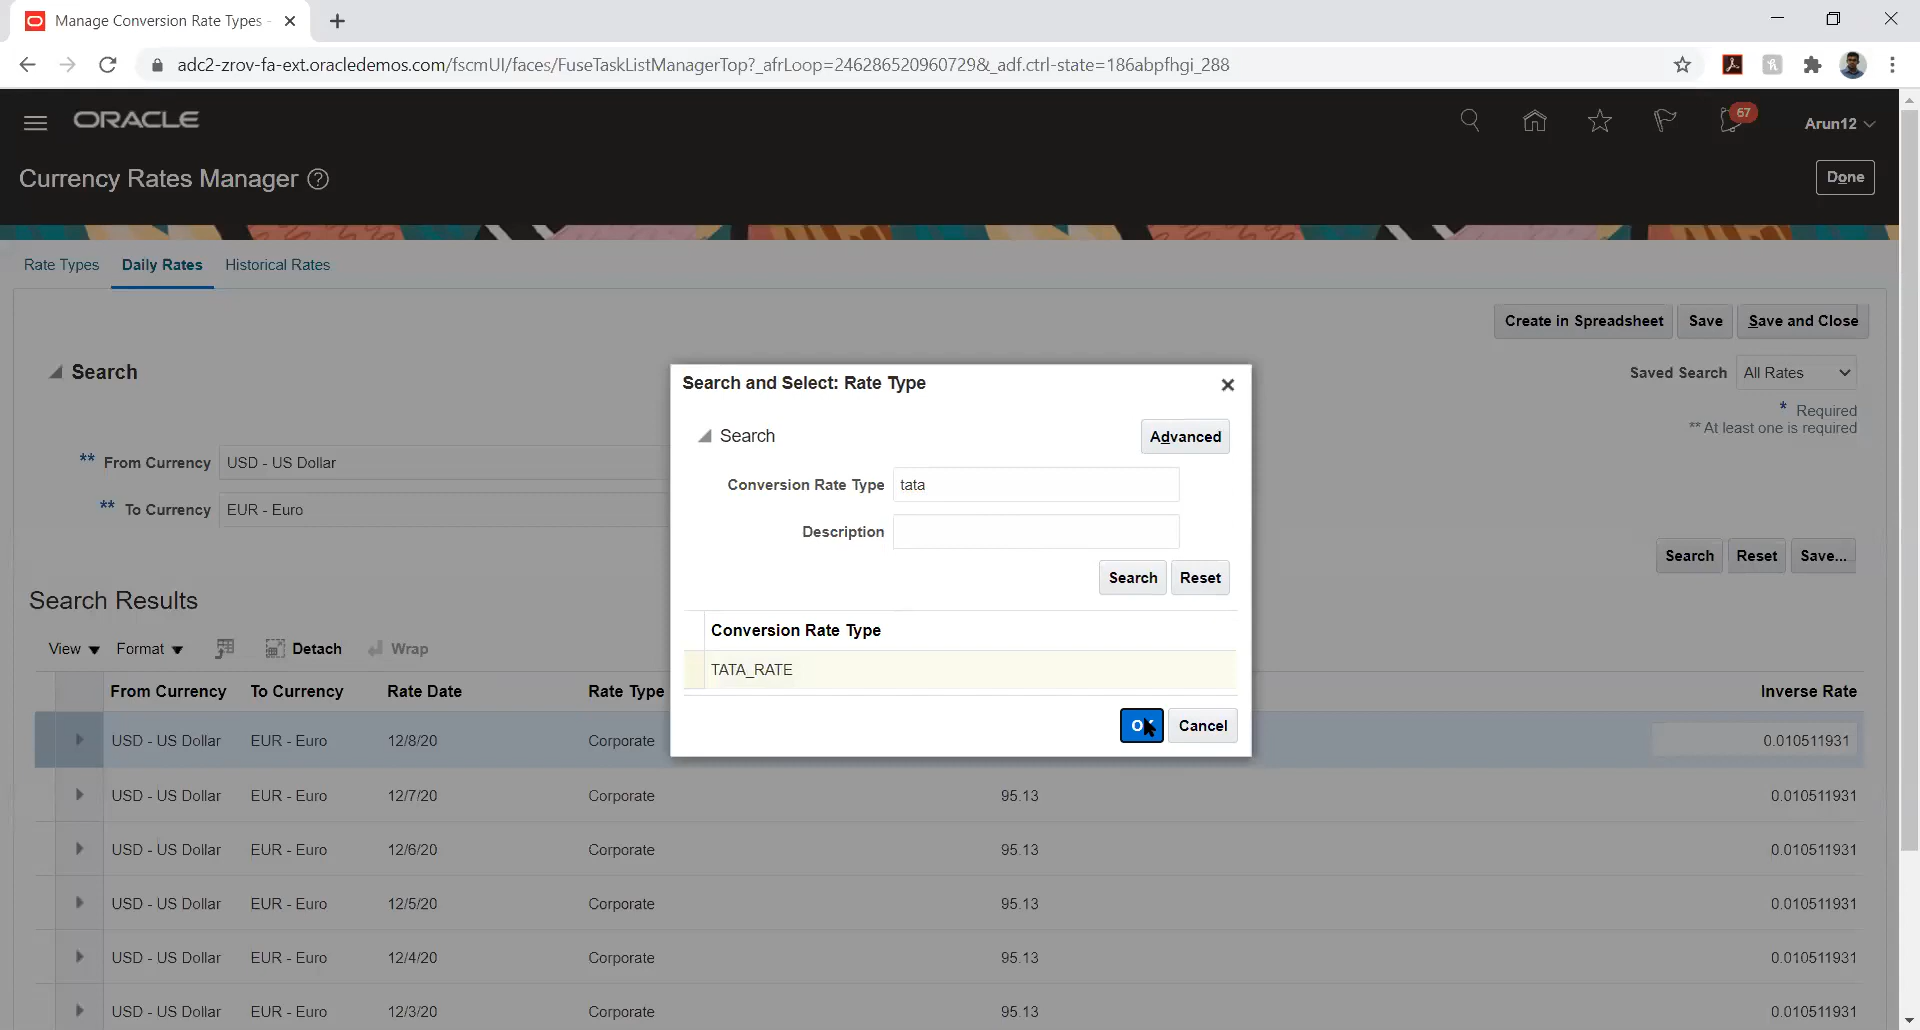 Manage Conversion Rate Types -
adc2-zrov-fa-ext.oracledemos.com/fscmUI/faces/FuseTaskListManagerTop?_afrLoop=246286520960729&_adf.ctrl-state=186abpfhgi_288
ORACLE
67
Arun12
Currency Rates Manager
Done
Rate Types Daily Rates Historical Rates
Create in Spreadsheet Save Save and Close
Search
Saved Search All Rates
* Required
** At least one is required
** From Currency USD - US Dollar
** To Currency EUR - Euro
Search Reset Save...
Search Results
View Format Detach Wrap
From Currency To Currency Rate Date Rate Type Inverse Rate
USD - US Dollar EUR - Euro 12/8/20 Corporate 0.010511931
USD - US Dollar EUR - Euro 12/7/20 Corporate 95.13 0.010511931
USD - US Dollar EUR - Euro 12/6/20 Corporate 95.13 0.010511931
USD - US Dollar EUR - Euro 12/5/20 Corporate 95.13 0.010511931
USD - US Dollar EUR - Euro 12/4/20 Corporate 95.13 0.010511931
USD - US Dollar EUR - Euro 12/3/20 Corporate 95.13 0.010511931
Search and Select: Rate Type
Search
Advanced
Conversion Rate Type tata
Description
Search Reset
Conversion Rate Type
TATA_RATE
OK Cancel